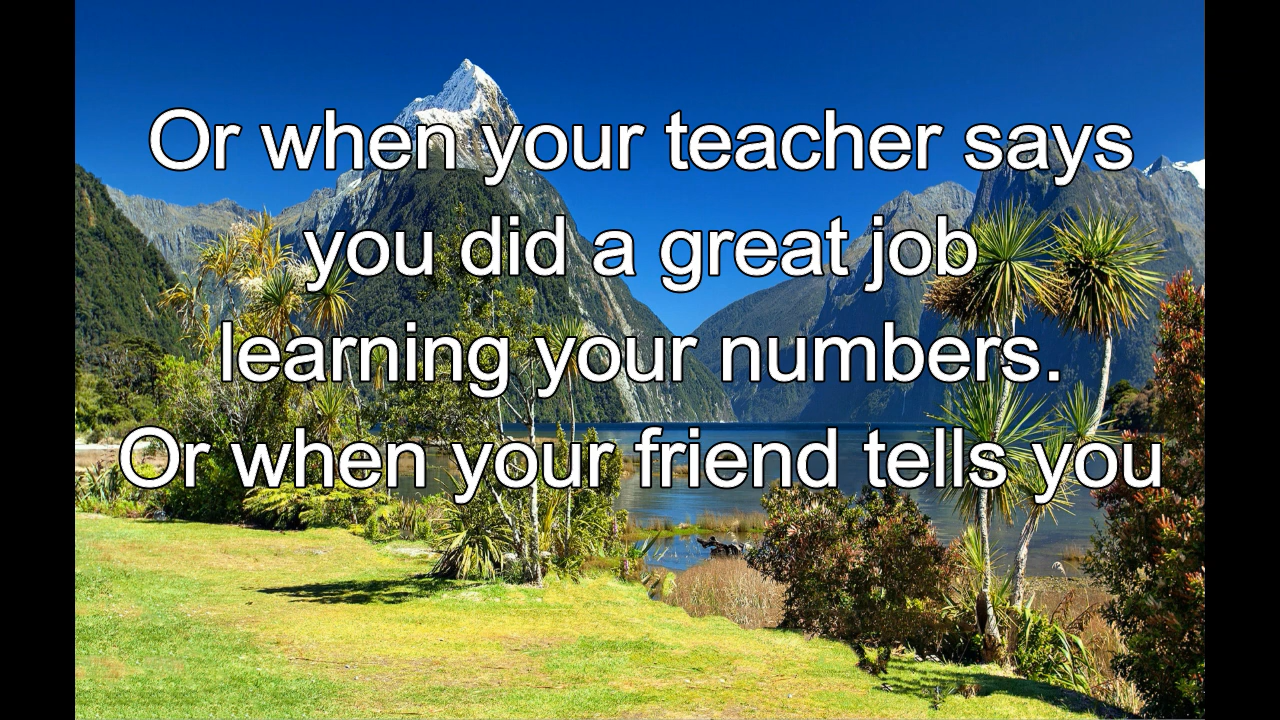 Or when your teacher says
you did a great job
learning your numbers.
Or when your friend tells you